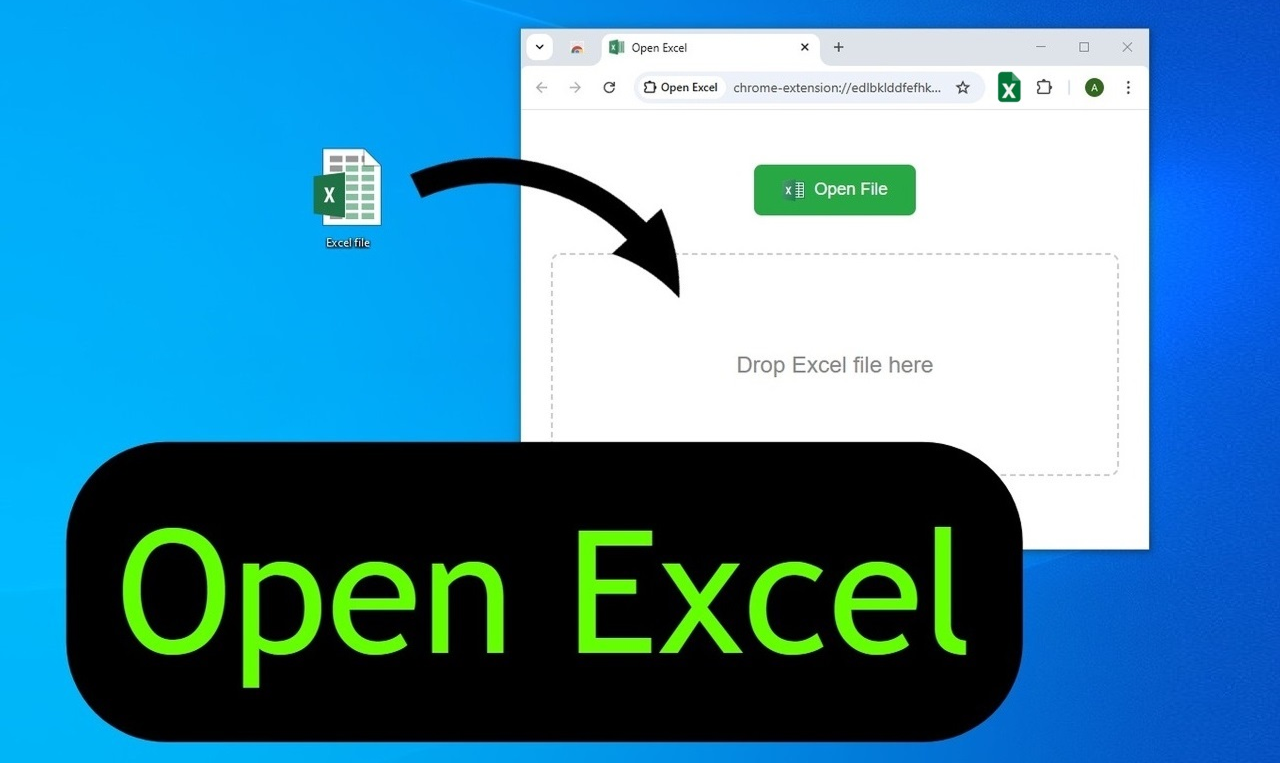 Open Excel
Open Excel
chrome-extension://edlbklddfefhk...
X
A
X
Excel file
X
Open File
Drop Excel file here
Open Excel